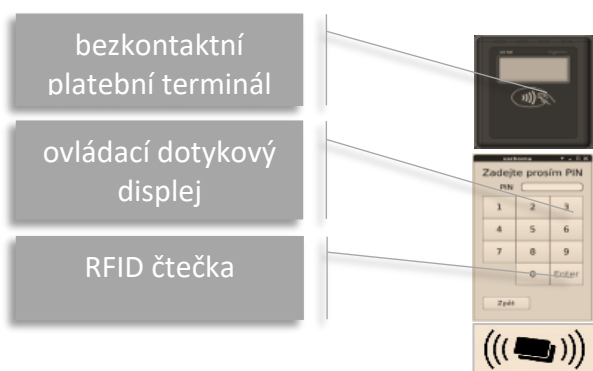 bezkontaktní
platební terminál
ovládací dotykový
displej
RFID čtečka
Zadejte prosím PIN
PIN
1 2 3
4 5 6
7 8 9
0 Enter
Zpět